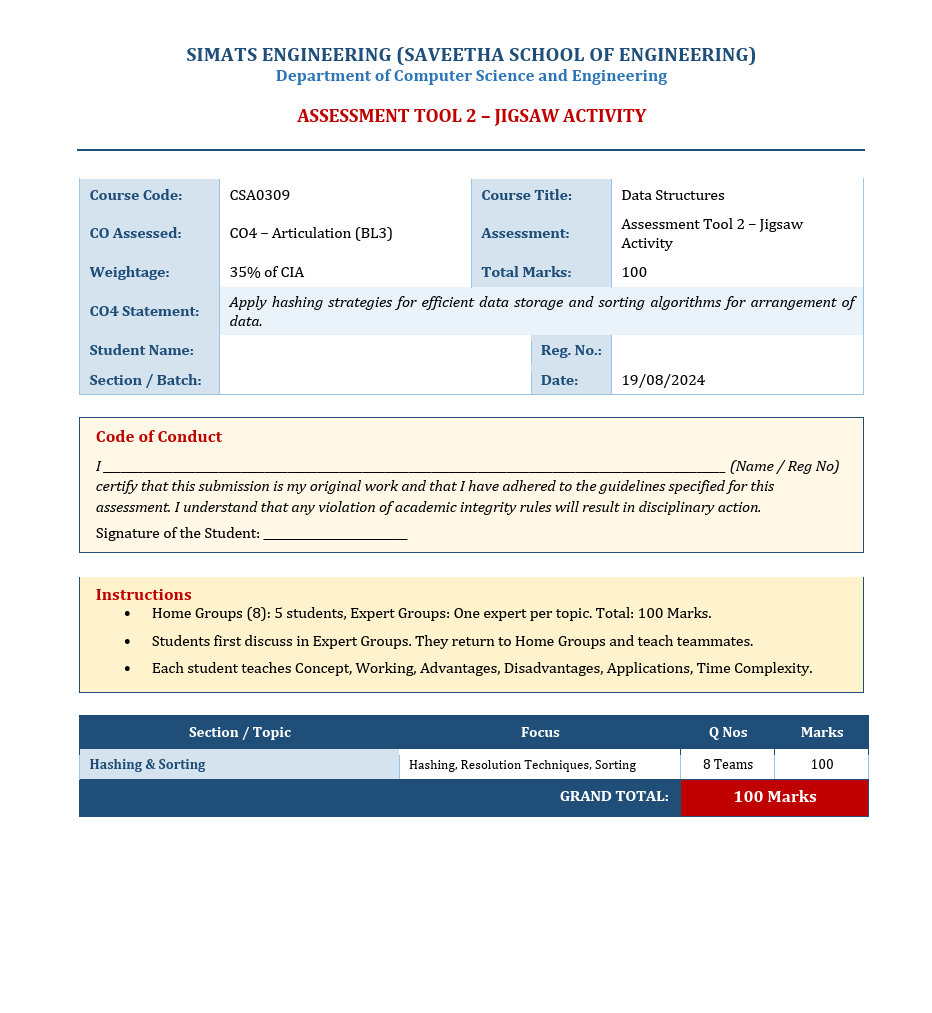 SIMATS ENGINEERING (SAVEETHA SCHOOL OF ENGINEERING)
Department of Computer Science and Engineering
ASSESSMENT TOOL 2 – JIGSAW ACTIVITY
Course Code: CSA0309 Course Title: Data Structures
CO Assessed: CO4 – Articulation (BL3) Assessment: Assessment Tool 2 – Jigsaw
Activity
Weightage: 35% of CIA Total Marks: 100
CO4 Statement: Apply hashing strategies for efficient data storage and sorting algorithms for arrangement of
data.
Student Name: Reg. No.:
Section / Batch: Date: 19/08/2024
Code of Conduct
I ______________________________________________________________________________ (Name / Reg No)
certify that this submission is my original work and that I have adhered to the guidelines specified for this
assessment. I understand that any violation of academic integrity rules will result in disciplinary action.
Signature of the Student: ____________________
Instructions
• Home Groups (8): 5 students, Expert Groups: One expert per topic. Total: 100 Marks.
• Students first discuss in Expert Groups. They return to Home Groups and teach teammates.
• Each student teaches Concept, Working, Advantages, Disadvantages, Applications, Time Complexity.
Section / Topic Focus Q Nos Marks
Hashing & Sorting Hashing, Resolution Techniques, Sorting 8 Teams 100
GRAND TOTAL: 100 Marks